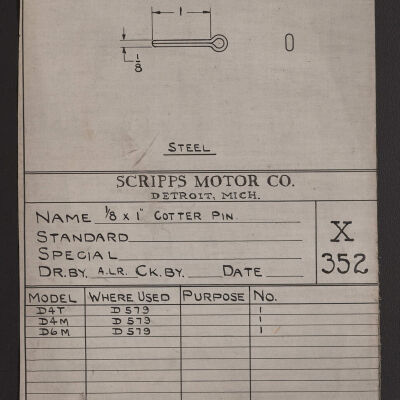 1
1/8
STEEL
SCRIPPS MOTOR CO.
DETROIT, MICH.
NAME 1/8 x 1" COTTER PIN
STANDARD
SPECIAL
DR.BY. A.L.R. CK.BY. DATE
X
352
MODEL WHERE USED PURPOSE NO.
D4T D579 1
D4M D579 1
D6M D579 1